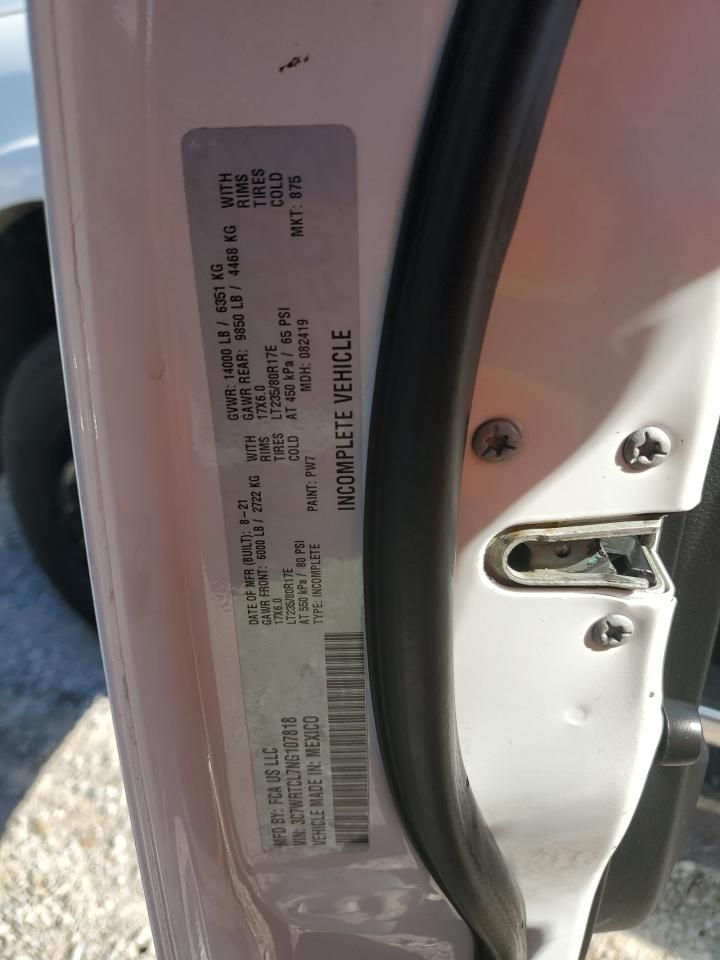 MFD BY: FCA US LLC
VIN: 3C7WRTCL7NG107818
VEHICLE MADE IN: MEXICO
DATE OF MFR (BUILT): 8-21
GAWR FRONT: 6000 LB / 2722 KG WITH
17X6.0 RIMS
LT235/80R17E TIRES
AT 550 kPa / 80 PSI COLD
TYPE: INCOMPLETE PAINT: PW7
GVWR: 14000 LB / 6351 KG
GAWR REAR: 9850 LB / 4468 KG WITH
17X6.0 RIMS
LT235/80R17E TIRES
AT 450 kPa / 65 PSI COLD
MDH: 082419 MKT: 875
INCOMPLETE VEHICLE